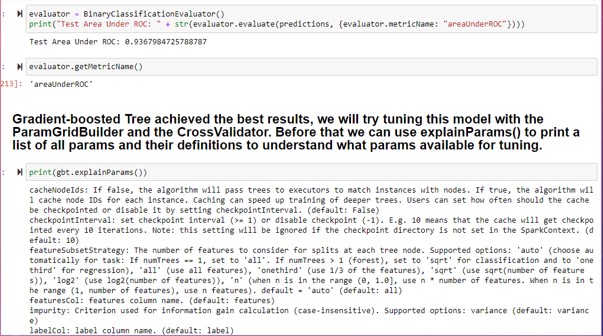 : evaluator = BinaryClassificationEvaluator()
print("Test Area Under ROC: " + str(evaluator.evaluate(predictions, {evaluator.metricName: "areaUnderROC"})))
Test Area Under ROC: 0.9367984725788787
: evaluator.getMetricName()
213]: 'areaUnderROC'
Gradient-boosted Tree achieved the best results, we will try tuning this model with the
ParamGridBuilder and the CrossValidator. Before that we can use explainParams() to print a
list of all params and their definitions to understand what params available for tuning.
: print(gbt.explainParams())
cacheNodeIds: If false, the algorithm will pass trees to executors to match instances with nodes. If true, the algorithm wil
l cache node IDs for each instance. Caching can speed up training of deeper trees. Users can set how often should the cache
be checkpointed or disable it by setting checkpointInterval. (default: False)
checkpointInterval: set checkpoint interval (>= 1) or disable checkpoint (-1). E.g. 10 means that the cache will get checkpo
inted every 10 iterations. Note: this setting will be ignored if the checkpoint directory is not set in the SparkContext. (d
efault: 10)
featureSubsetStrategy: The number of features to consider for splits at each tree node. Supported options: 'auto' (choose au
tomatically for task: If numTrees == 1, set to 'all'. If numTrees > 1 (forest), set to 'sqrt' for classification and to 'one
third' for regression), 'all' (use all features), 'onethird' (use 1/3 of the features), 'sqrt' (use sqrt(number of feature
s)), 'log2' (use log2(number of features)), 'n' (when n is in the range (0, 1.0], use n * number of features. When n is in t
he range (1, number of features), use n features). default = 'auto' (default: all)
featuresCol: features column name. (default: features)
impurity: Criterion used for information gain calculation (case-insensitive). Supported options: variance (default: varianc
e)
labelCol: label column name. (default: label)